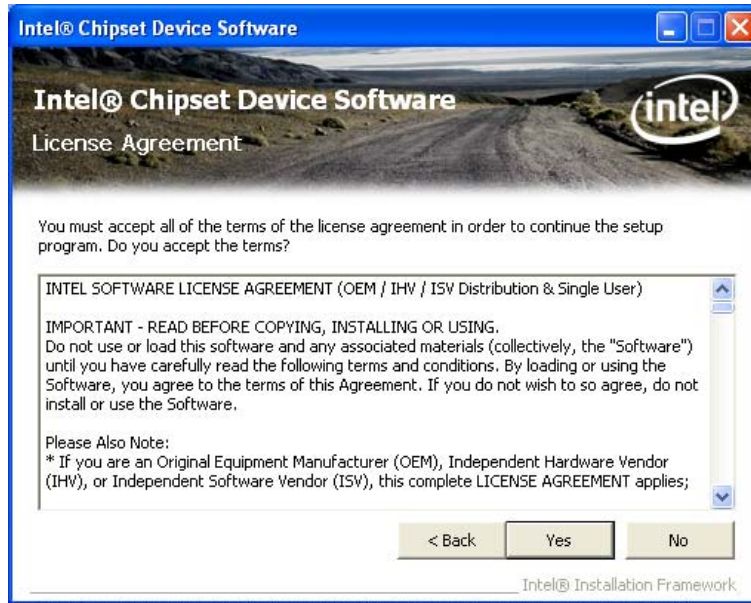 Intel® Chipset Device Software
Intel® Chipset Device Software
intel
License Agreement
You must accept all of the terms of the license agreement in order to continue the setup
program. Do you accept the terms?
INTEL SOFTWARE LICENSE AGREEMENT (OEM / IHV / ISV Distribution & Single User)
IMPORTANT - READ BEFORE COPYING, INSTALLING OR USING.
Do not use or load this software and any associated materials (collectively, the "Software")
until you have carefully read the following terms and conditions. By loading or using the
Software, you agree to the terms of this Agreement. If you do not wish to so agree, do not
install or use the Software.
Please Also Note:
* If you are an Original Equipment Manufacturer (OEM), Independent Hardware Vendor
(IHV), or Independent Software Vendor (ISV), this complete LICENSE AGREEMENT applies;
< Back
Yes
No
Intel® Installation Framework